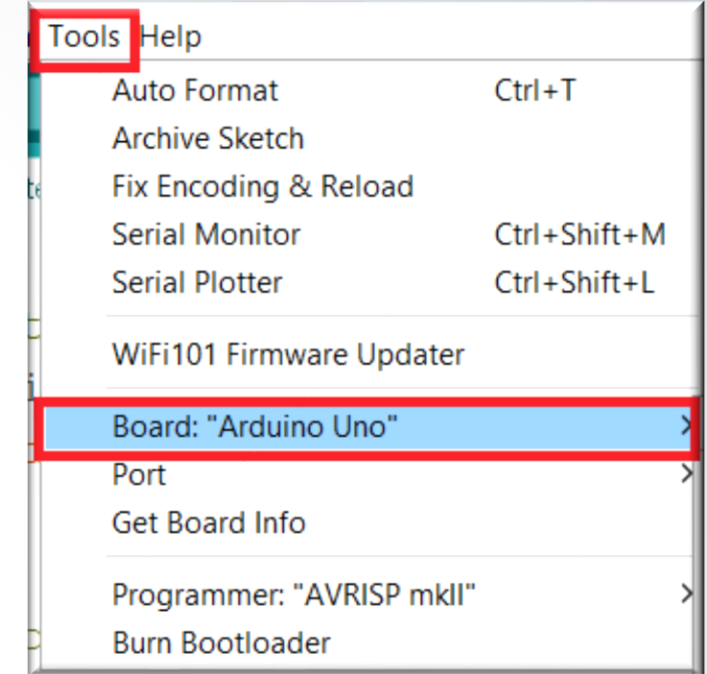 Tools Help
Auto Format Ctrl+T
Archive Sketch
Fix Encoding & Reload
Serial Monitor Ctrl+Shift+M
Serial Plotter Ctrl+Shift+L
WiFi101 Firmware Updater
Board: "Arduino Uno"
Port
Get Board Info
Programmer: "AVRISP mkII"
Burn Bootloader